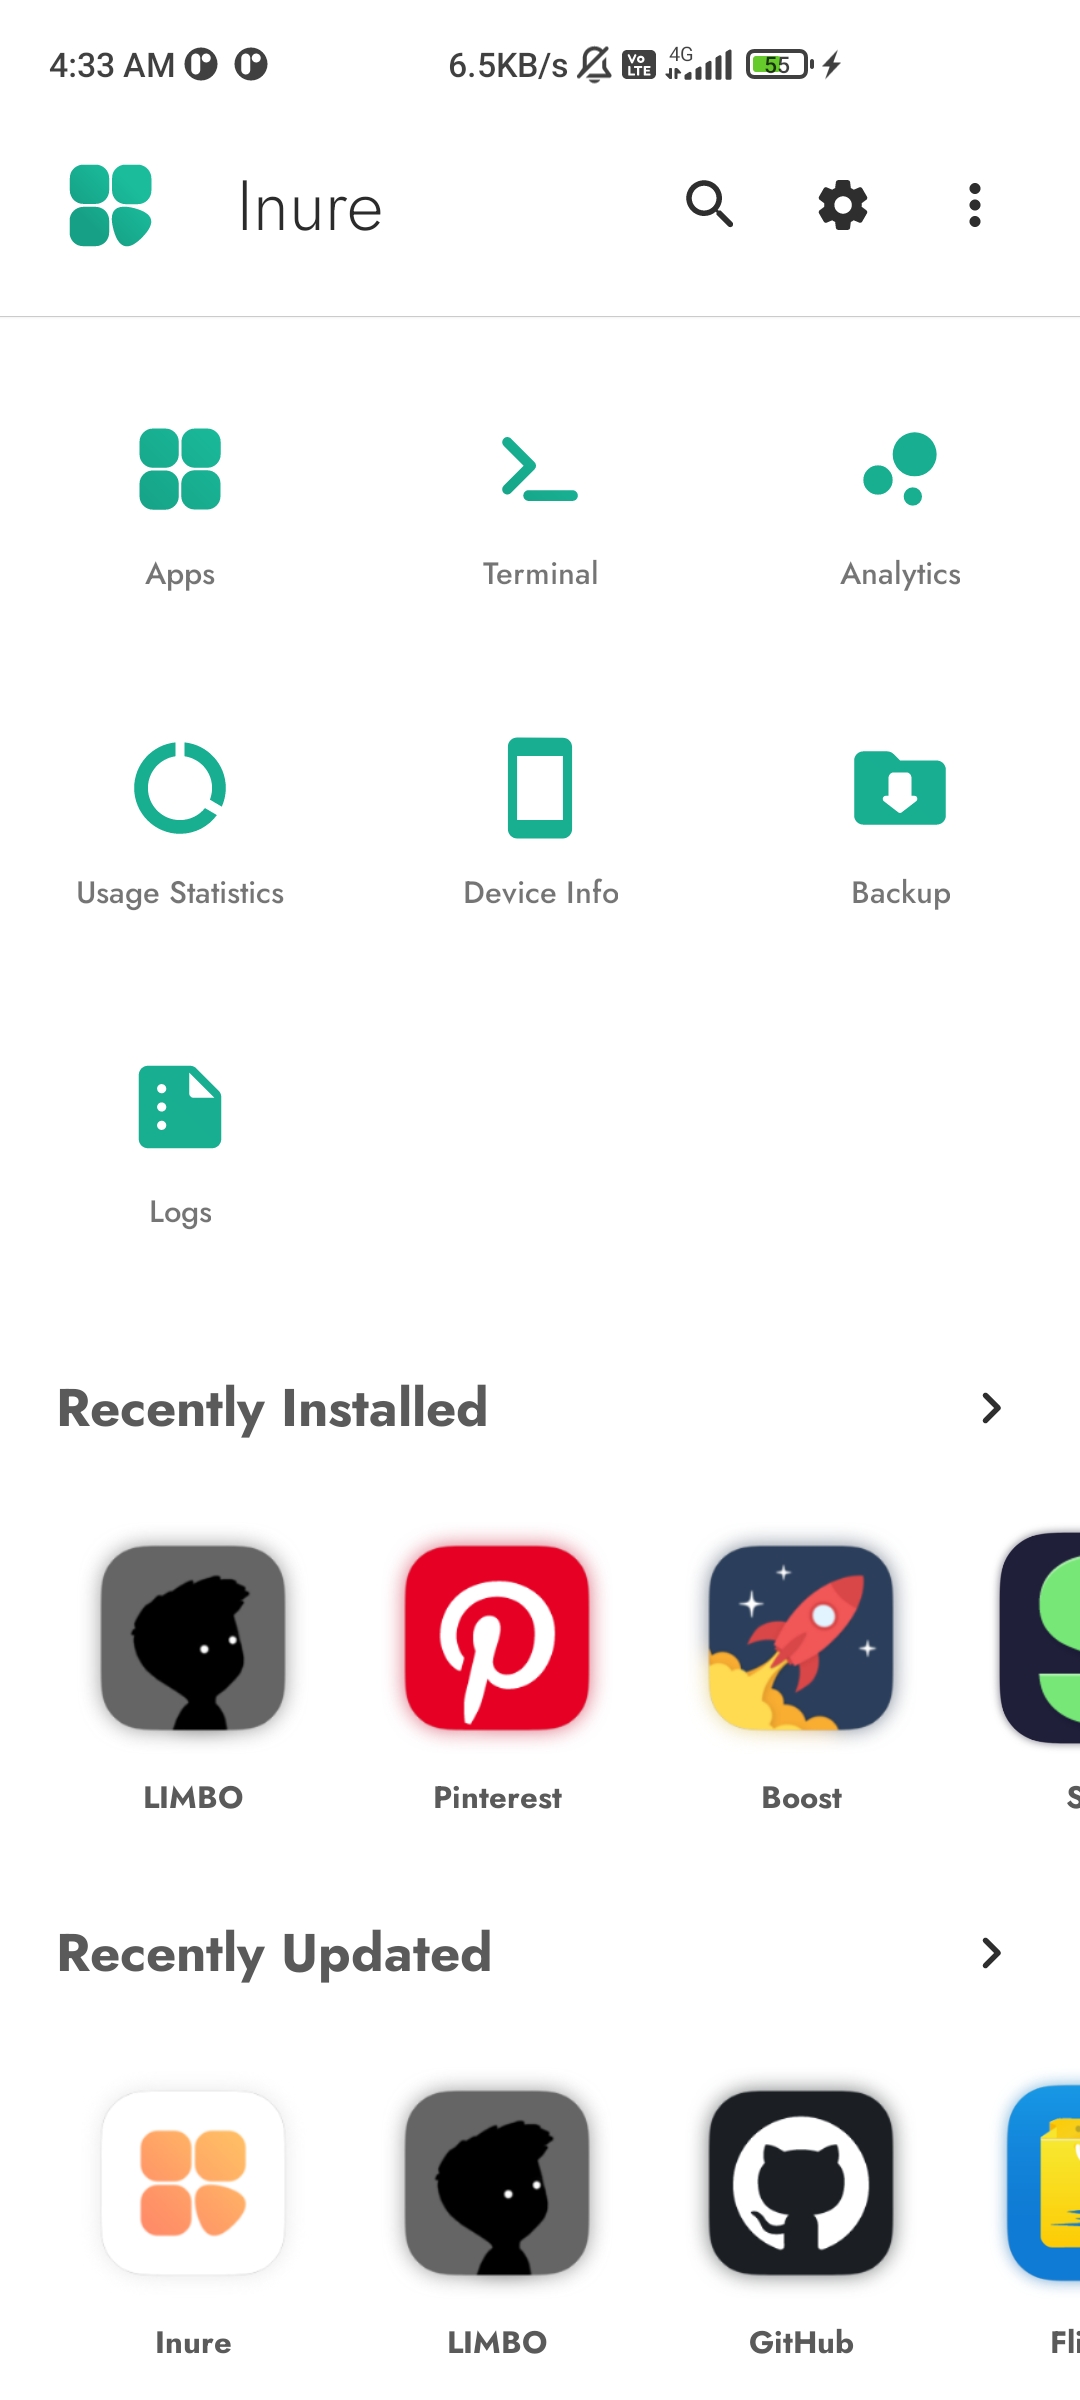 4:33 AM 6.5KB/s Vo LTE 4G 55
Inure
Apps Terminal Analytics
Usage Statistics Device Info Backup
Logs
Recently Installed
LIMBO Pinterest Boost S
Recently Updated
Inure LIMBO GitHub Fli